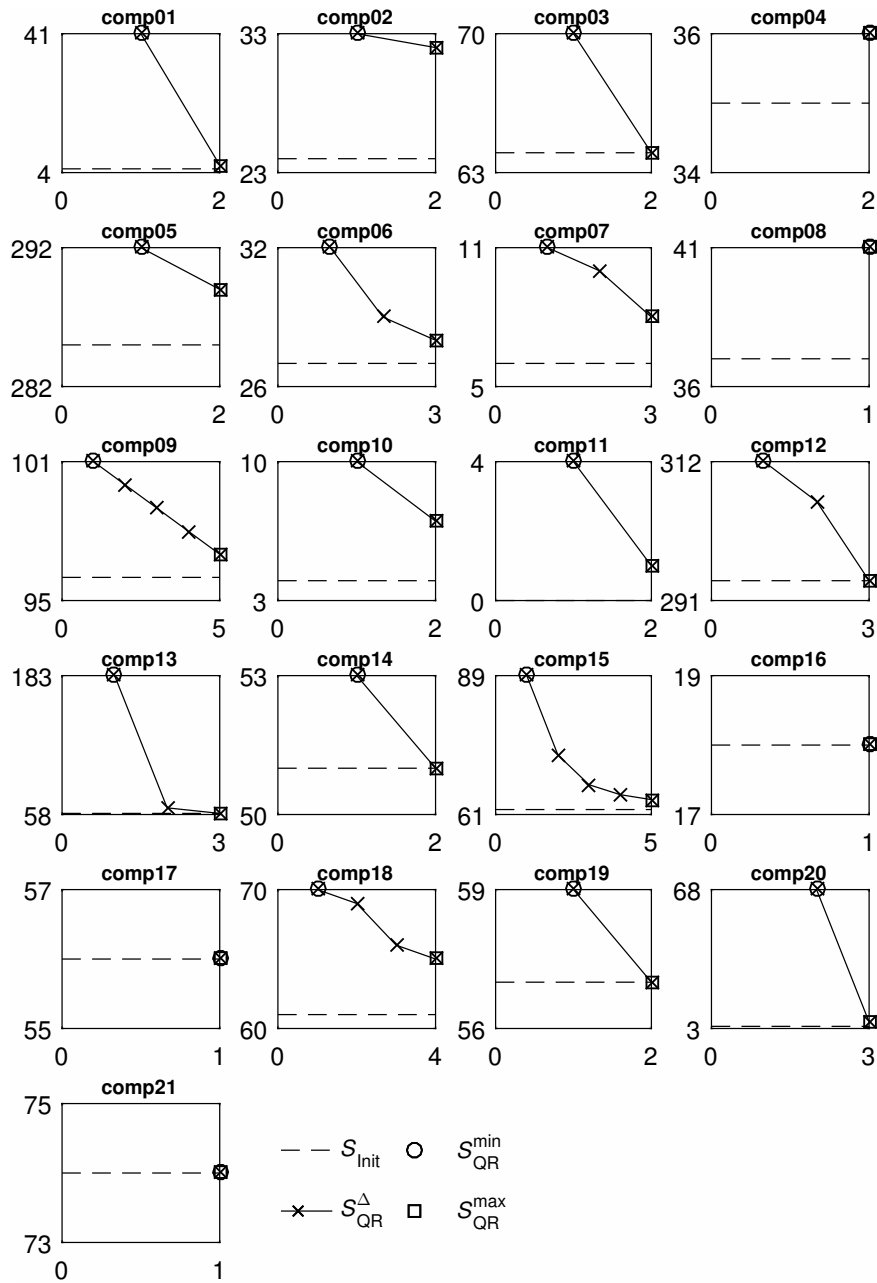 comp01 comp02 comp03 comp04
41 33 70 36
4 23 63 34
0 2 0 2 0 2 0 2
comp05 comp06 comp07 comp08
292 32 11 41
282 26 5 36
0 2 0 3 0 3 0 1
comp09 comp10 comp11 comp12
101 10 4 312
95 3 0 291
0 5 0 2 0 2 0 3
comp13 comp14 comp15 comp16
183 53 89 19
58 50 61 17
0 3 0 2 0 5 0 1
comp17 comp18 comp19 comp20
57 70 59 68
55 60 56 3
0 1 0 4 0 2 0 3
comp21
75
73
0 1
S_Init S_QR^min
S_QR^Δ S_QR^max